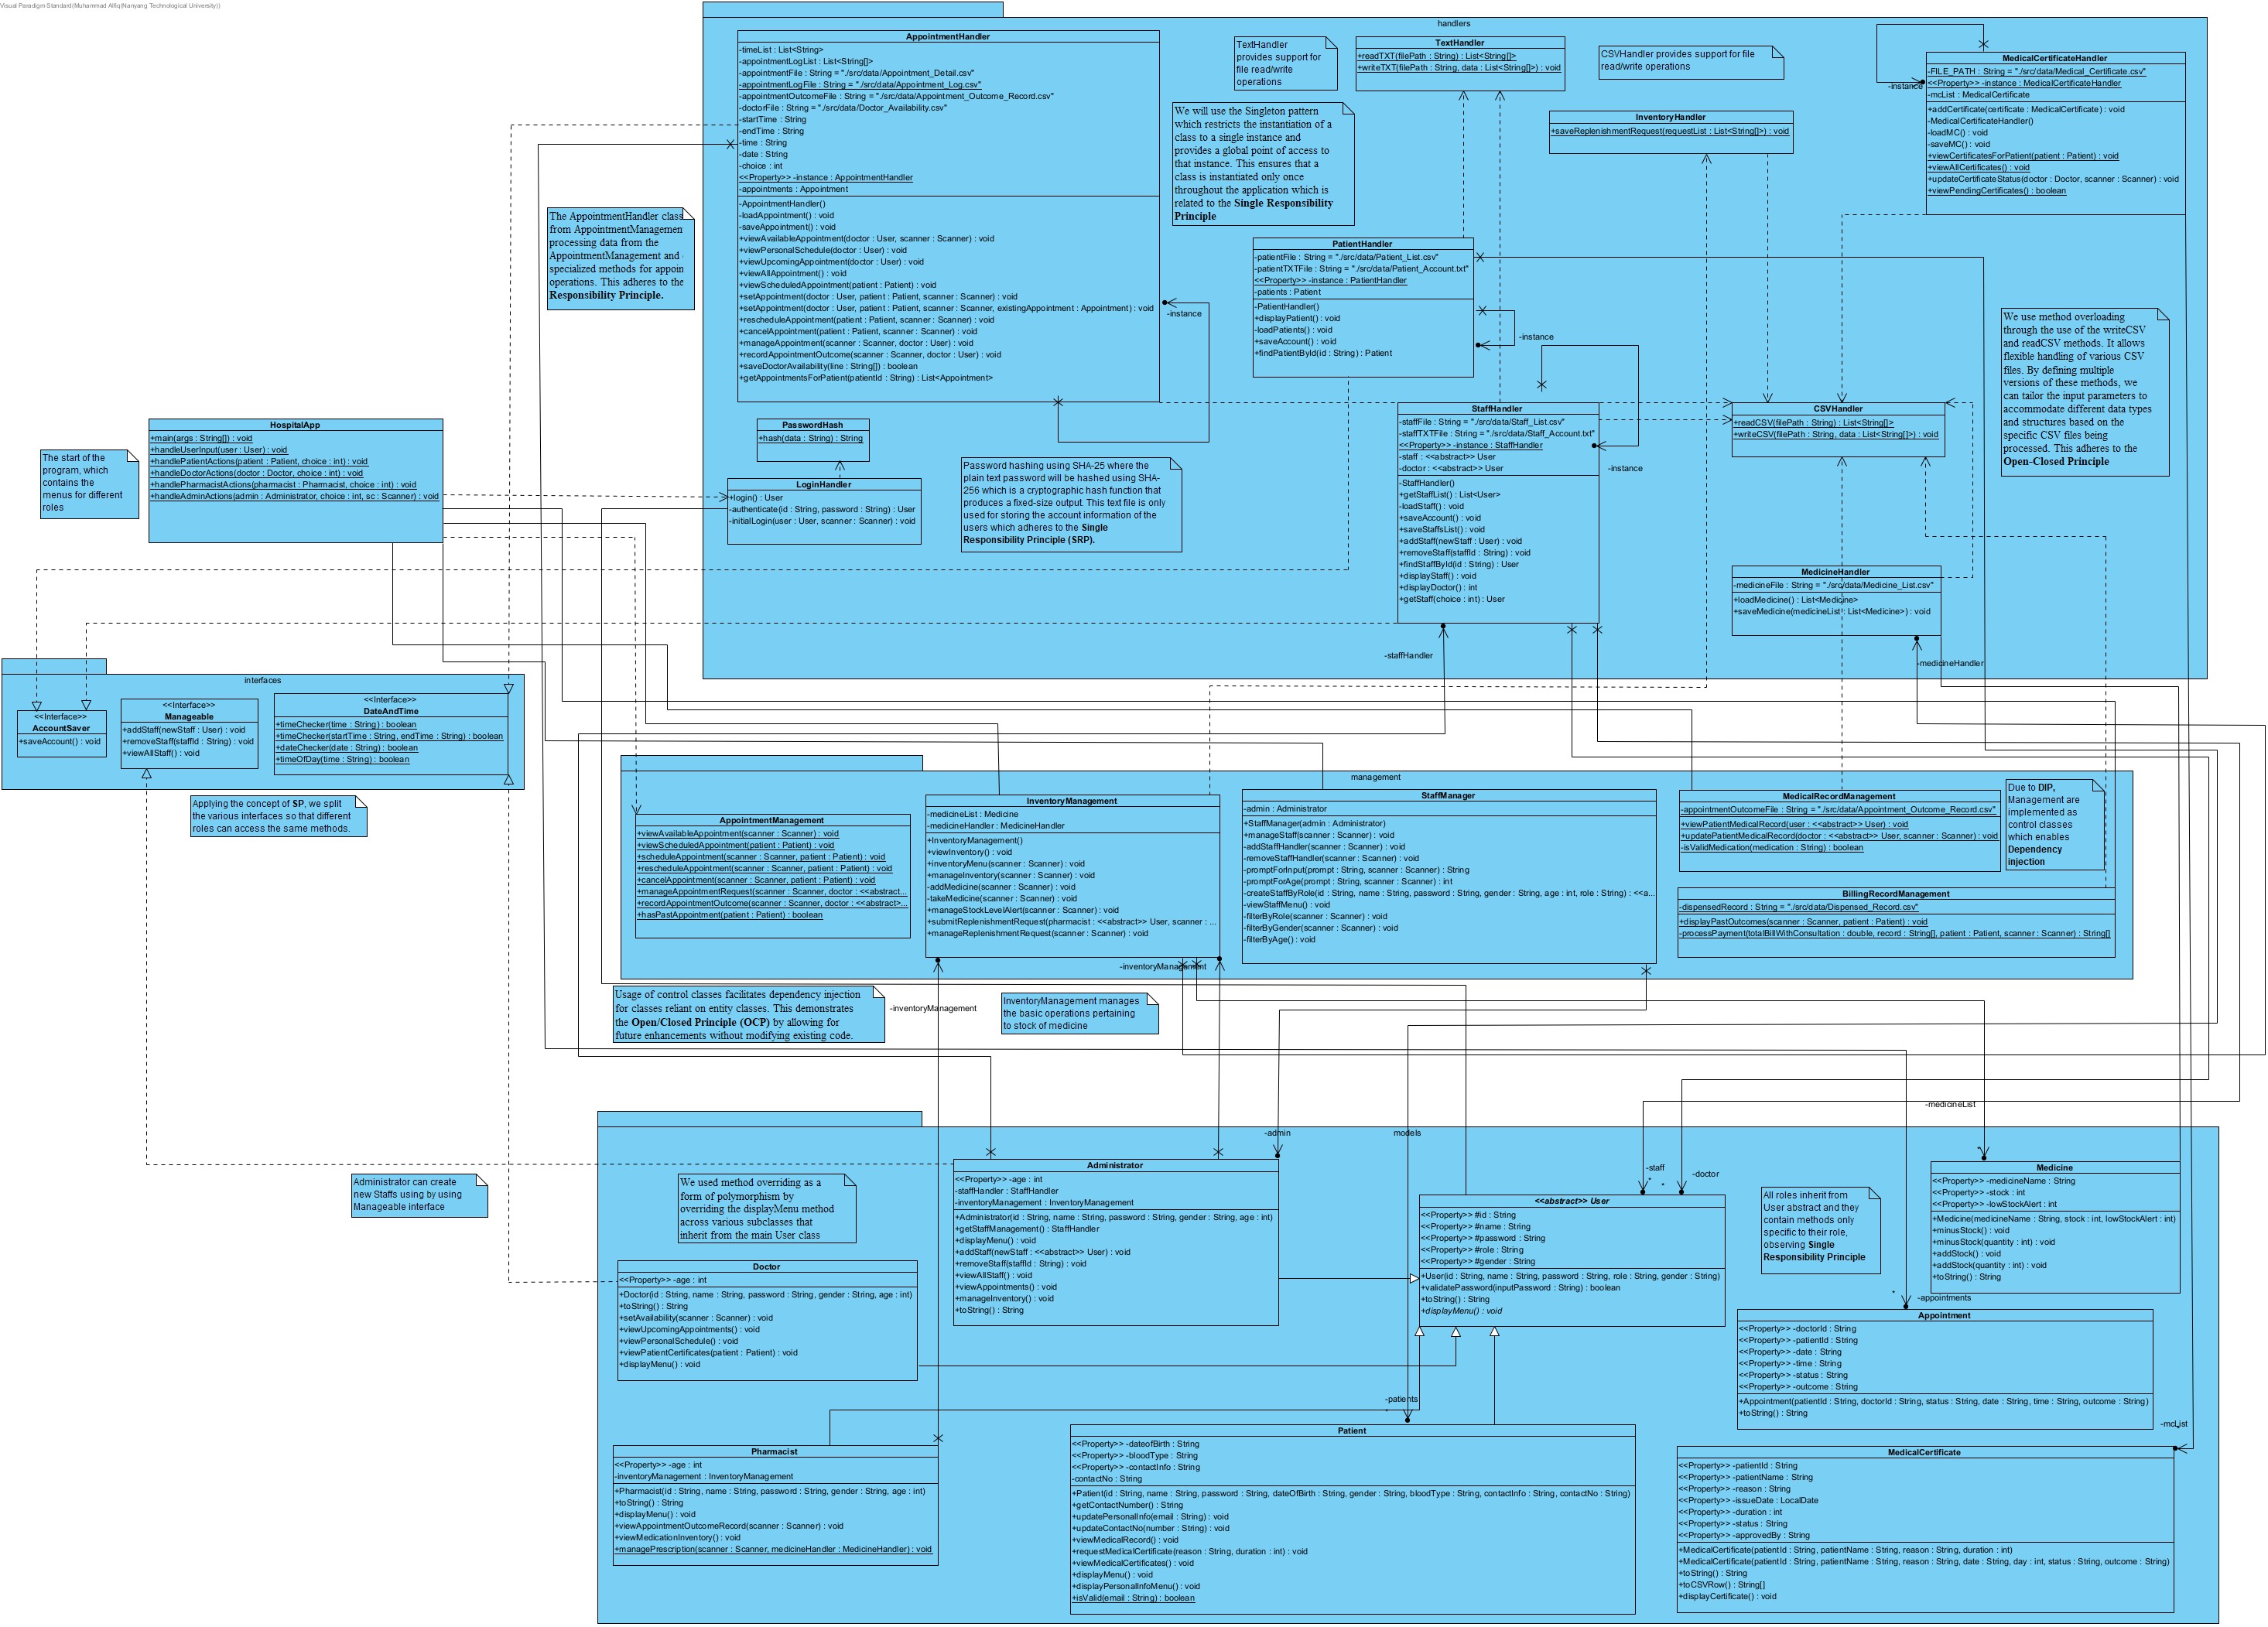 Visual Paradigm Standard(Muhammad Alfiq(Nanyang Technological University))
handlers
AppointmentHandler
-timeList : List<String>
-appointmentLogList : List<String[]>
-appointmentFile : String = "./src/data/Appointment_Detail.csv"
-appointmentLogFile : String = "./src/data/Appointment_Log.csv"
-appointmentOutcomeFile : String = "./src/data/Appointment_Outcome_Record.csv"
-doctorFile : String = "./src/data/Doctor_Availability.csv"
-startTime : String
-endTime : String
-time : String
-date : String
-choice : int
<<Property>> -instance : AppointmentHandler
-appointments : Appointment
-AppointmentHandler()
-loadAppointment() : void
-saveAppointment() : void
+viewAvailableAppointment(doctor : User, scanner : Scanner) : void
+viewPersonalSchedule(doctor : User) : void
+viewUpcomingAppointment(doctor : User) : void
+viewAllAppointment() : void
+viewScheduledAppointment(patient : Patient) : void
+setAppointment(doctor : User, patient : Patient, scanner : Scanner) : void
+setAppointment(doctor : User, patient : Patient, scanner : Scanner, existingAppointment : Appointment) : void
+rescheduleAppointment(patient : Patient, scanner : Scanner) : void
+cancelAppointment(patient : Patient, scanner : Scanner) : void
+manageAppointment(scanner : Scanner, doctor : User) : void
+recordAppointmentOutcome(scanner : Scanner, doctor : User) : void
+saveDoctorAvailability(line : String[]) : boolean
+getAppointmentsForPatient(patientId : String) : List<Appointment>
-instance
TextHandler
provides support for
file read/write
operations
TextHandler
+readTXT(filePath : String) : List<String[]>
+writeTXT(filePath : String, data : List<String[]>) : void
CSVHandler provides support for file
read/write operations
MedicalCertificateHandler
-FILE_PATH : String = "./src/data/Medical_Certificate.csv"
<<Property>> -instance : MedicalCertificateHandler
-mcList : MedicalCertificate
+addCertificate(certificate : MedicalCertificate) : void
-MedicalCertificateHandler()
-loadMC() : void
-saveMC() : void
+viewCertificatesForPatient(patient : Patient) : void
+viewAllCertificates() : void
+updateCertificateStatus(doctor : Doctor, scanner : Scanner) : void
+viewPendingCertificates() : boolean
-instance
We will use the Singleton pattern
which restricts the instantiation of a
class to a single instance and
provides a global point of access to
that instance. This ensures that a
class is instantiated only once
throughout the application which is
related to the Single Responsibility
Principle
InventoryHandler
+saveReplenishmentRequest(requestList : List<String[]>) : void
The AppointmentHandler class
from AppointmentManagemen
processing data from the
AppointmentManagement and
specialized methods for appoin
operations. This adheres to the
Responsibility Principle.
PatientHandler
-patientFile : String = "./src/data/Patient_List.csv"
-patientTXTFile : String = "./src/data/Patient_Account.txt"
<<Property>> -instance : PatientHandler
-patients : Patient
-PatientHandler()
+displayPatient() : void
-loadPatients() : void
+saveAccount() : void
+findPatientById(id : String) : Patient
-instance
We use method overloading
through the use of the writeCSV
and readCSV methods. It allows
flexible handling of various CSV
files. By defining multiple
versions of these methods, we
can tailor the input parameters to
accommodate different data types
and structures based on the
specific CSV files being
processed. This adheres to the
Open-Closed Principle
StaffHandler
-staffFile : String = "./src/data/Staff_List.csv"
-staffTXTFile : String = "./src/data/Staff_Account.txt"
<<Property>> -instance : StaffHandler
-staff : <<abstract>> User
-doctor : <<abstract>> User
-StaffHandler()
+getStaffList() : List<User>
-loadStaff() : void
+saveAccount() : void
+saveStaffsList() : void
+addStaff(newStaff : User) : void
+removeStaff(staffId : String) : void
+findStaffById(id : String) : User
+displayStaff() : void
+displayDoctor() : int
+getStaff(choice : int) : User
-instance
CSVHandler
+readCSV(filePath : String) : List<String[]>
+writeCSV(filePath : String, data : List<String[]>) : void
HospitalApp
+main(args : String[]) : void
+handleUserInput(user : User) : void
+handlePatientActions(patient : Patient, choice : int) : void
+handleDoctorActions(doctor : Doctor, choice : int) : void
+handlePharmacistActions(pharmacist : Pharmacist, choice : int) : void
+handleAdminActions(admin : Administrator, choice : int, sc : Scanner) : void
The start of the
program, which
contains the
menus for different
roles
PasswordHash
+hash(data : String) : String
LoginHandler
+login() : User
-authenticate(id : String, password : String) : User
-initialLogin(user : User, scanner : Scanner) : void
Password hashing using SHA-25 where the
plain text password will be hashed using SHA-
256 which is a cryptographic hash function that
produces a fixed-size output. This text file is only
used for storing the account information of the
users which adheres to the Single
Responsibility Principle (SRP).
MedicineHandler
-medicineFile : String = "./src/data/Medicine_List.csv"
+loadMedicine() : List<Medicine>
+saveMedicine(medicineList : List<Medicine>) : void
-staffHandler
-medicineHandler
interfaces
<<Interface>>
AccountSaver
+saveAccount() : void
<<Interface>>
Manageable
+addStaff(newStaff : User) : void
+removeStaff(staffId : String) : void
+viewAllStaff() : void
<<Interface>>
DateAndTime
+timeChecker(time : String) : boolean
+timeChecker(startTime : String, endTime : String) : boolean
+dateChecker(date : String) : boolean
+timeOfDay(time : String) : boolean
Applying the concept of SP, we split
the various interfaces so that different
roles can access the same methods.
management
AppointmentManagement
+viewAvailableAppointment(scanner : Scanner) : void
+viewScheduledAppointment(patient : Patient) : void
+scheduleAppointment(scanner : Scanner, patient : Patient) : void
+rescheduleAppointment(scanner : Scanner, patient : Patient) : void
+cancelAppointment(scanner : Scanner, patient : Patient) : void
+manageAppointmentRequest(scanner : Scanner, doctor : <<abstract...
+recordAppointmentOutcome(scanner : Scanner, doctor : <<abstract>...
+hasPastAppointment(patient : Patient) : boolean
InventoryManagement
-medicineList : Medicine
-medicineHandler : MedicineHandler
+InventoryManagement()
+viewInventory() : void
+inventoryMenu(scanner : Scanner) : void
+manageInventory(scanner : Scanner) : void
-addMedicine(scanner : Scanner) : void
-takeMedicine(scanner : Scanner) : void
+manageStockLevelAlert(scanner : Scanner) : void
+submitReplenishmentRequest(pharmacist : <<abstract>> User, scanner : ...
+manageReplenishmentRequest(scanner : Scanner) : void
StaffManager
-admin : Administrator
+StaffManager(admin : Administrator)
+manageStaff(scanner : Scanner) : void
-addStaffHandler(scanner : Scanner) : void
-removeStaffHandler(scanner : Scanner) : void
-promptForInput(prompt : String, scanner : Scanner) : String
-promptForAge(prompt : String, scanner : Scanner) : int
-createStaffByRole(id : String, name : String, password : String, gender : String, age : int, role : String) : <<a...
-viewStaffMenu() : void
-filterByRole(scanner : Scanner) : void
-filterByGender(scanner : Scanner) : void
-filterByAge() : void
MedicalRecordManagement
-appointmentOutcomeFile : String = "./src/data/Appointment_Outcome_Record.csv"
+viewPatientMedicalRecord(user : <<abstract>> User) : void
+updatePatientMedicalRecord(doctor : <<abstract>> User, scanner : Scanner) : void
-isValidMedication(medication : String) : boolean
Due to DIP,
Management are
implemented as
control classes
which enables
Dependency
injection
BillingRecordManagement
-dispensedRecord : String = "./src/data/Dispensed_Record.csv"
+displayPastOutcomes(scanner : Scanner, patient : Patient) : void
-processPayment(totalBillWithConsultation : double, record : String[], patient : Patient, scanner : Scanner) : String[]
-inventoryManagement
Usage of control classes facilitates dependency injection
for classes reliant on entity classes. This demonstrates
the Open/Closed Principle (OCP) by allowing for
future enhancements without modifying existing code.
-inventoryManagement
InventoryManagement manages
the basic operations pertaining
to stock of medicine
-medicineList
*
-admin
models
Administrator can create
new Staffs using by using
Manageable interface
We used method overriding as a
form of polymorphism by
overriding the displayMenu method
across various subclasses that
inherit from the main User class
Administrator
<<Property>> -age : int
-staffHandler : StaffHandler
-inventoryManagement : InventoryManagement
+Administrator(id : String, name : String, password : String, gender : String, age : int)
+getStaffManagement() : StaffHandler
+displayMenu() : void
+addStaff(newStaff : <<abstract>> User) : void
+removeStaff(staffId : String) : void
+viewAllStaff() : void
+viewAppointments() : void
+manageInventory() : void
+toString() : String
-staff
*
-doctor
*
<<abstract>> User
<<Property>> #id : String
<<Property>> #name : String
<<Property>> #password : String
<<Property>> #role : String
<<Property>> #gender : String
+User(id : String, name : String, password : String, role : String, gender : String)
+validatePassword(inputPassword : String) : boolean
+toString() : String
+displayMenu() : void
All roles inherit from
User abstract and they
contain methods only
specific to their role,
observing Single
Responsibility Principle
Medicine
<<Property>> -medicineName : String
<<Property>> -stock : int
<<Property>> -lowStockAlert : int
+Medicine(medicineName : String, stock : int, lowStockAlert : int)
+minusStock() : void
+minusStock(quantity : int) : void
+addStock() : void
+addStock(quantity : int) : void
+toString() : String
Doctor
<<Property>> -age : int
+Doctor(id : String, name : String, password : String, gender : String, age : int)
+toString() : String
+setAvailability(scanner : Scanner) : void
+viewUpcomingAppointments() : void
+viewPersonalSchedule() : void
+viewPatientCertificates(patient : Patient) : void
+displayMenu() : void
*
-appointments
Appointment
<<Property>> -doctorId : String
<<Property>> -patientId : String
<<Property>> -date : String
<<Property>> -time : String
<<Property>> -status : String
<<Property>> -outcome : String
+Appointment(patientId : String, doctorId : String, status : String, date : String, time : String, outcome : String)
+toString() : String
-patients
*
-mcList
Pharmacist
<<Property>> -age : int
-inventoryManagement : InventoryManagement
+Pharmacist(id : String, name : String, password : String, gender : String, age : int)
+toString() : String
+displayMenu() : void
+viewAppointmentOutcomeRecord(scanner : Scanner) : void
+viewMedicationInventory() : void
+managePrescription(scanner : Scanner, medicineHandler : MedicineHandler) : void
Patient
<<Property>> -dateofBirth : String
<<Property>> -bloodType : String
<<Property>> -contactInfo : String
-contactNo : String
+Patient(id : String, name : String, password : String, dateOfBirth : String, gender : String, bloodType : String, contactInfo : String, contactNo : String)
+getContactNumber() : String
+updatePersonalInfo(email : String) : void
+updateContactNo(number : String) : void
+viewMedicalRecord() : void
+requestMedicalCertificate(reason : String, duration : int) : void
+viewMedicalCertificates() : void
+displayMenu() : void
+displayPersonalInfoMenu() : void
+isValid(email : String) : boolean
MedicalCertificate
<<Property>> -patientId : String
<<Property>> -patientName : String
<<Property>> -reason : String
<<Property>> -issueDate : LocalDate
<<Property>> -duration : int
<<Property>> -status : String
<<Property>> -approvedBy : String
+MedicalCertificate(patientId : String, patientName : String, reason : String, duration : int)
+MedicalCertificate(patientId : String, patientName : String, reason : String, date : String, day : int, status : String, outcome : String)
+toString() : String
+toCSVRow() : String[]
+displayCertificate() : void